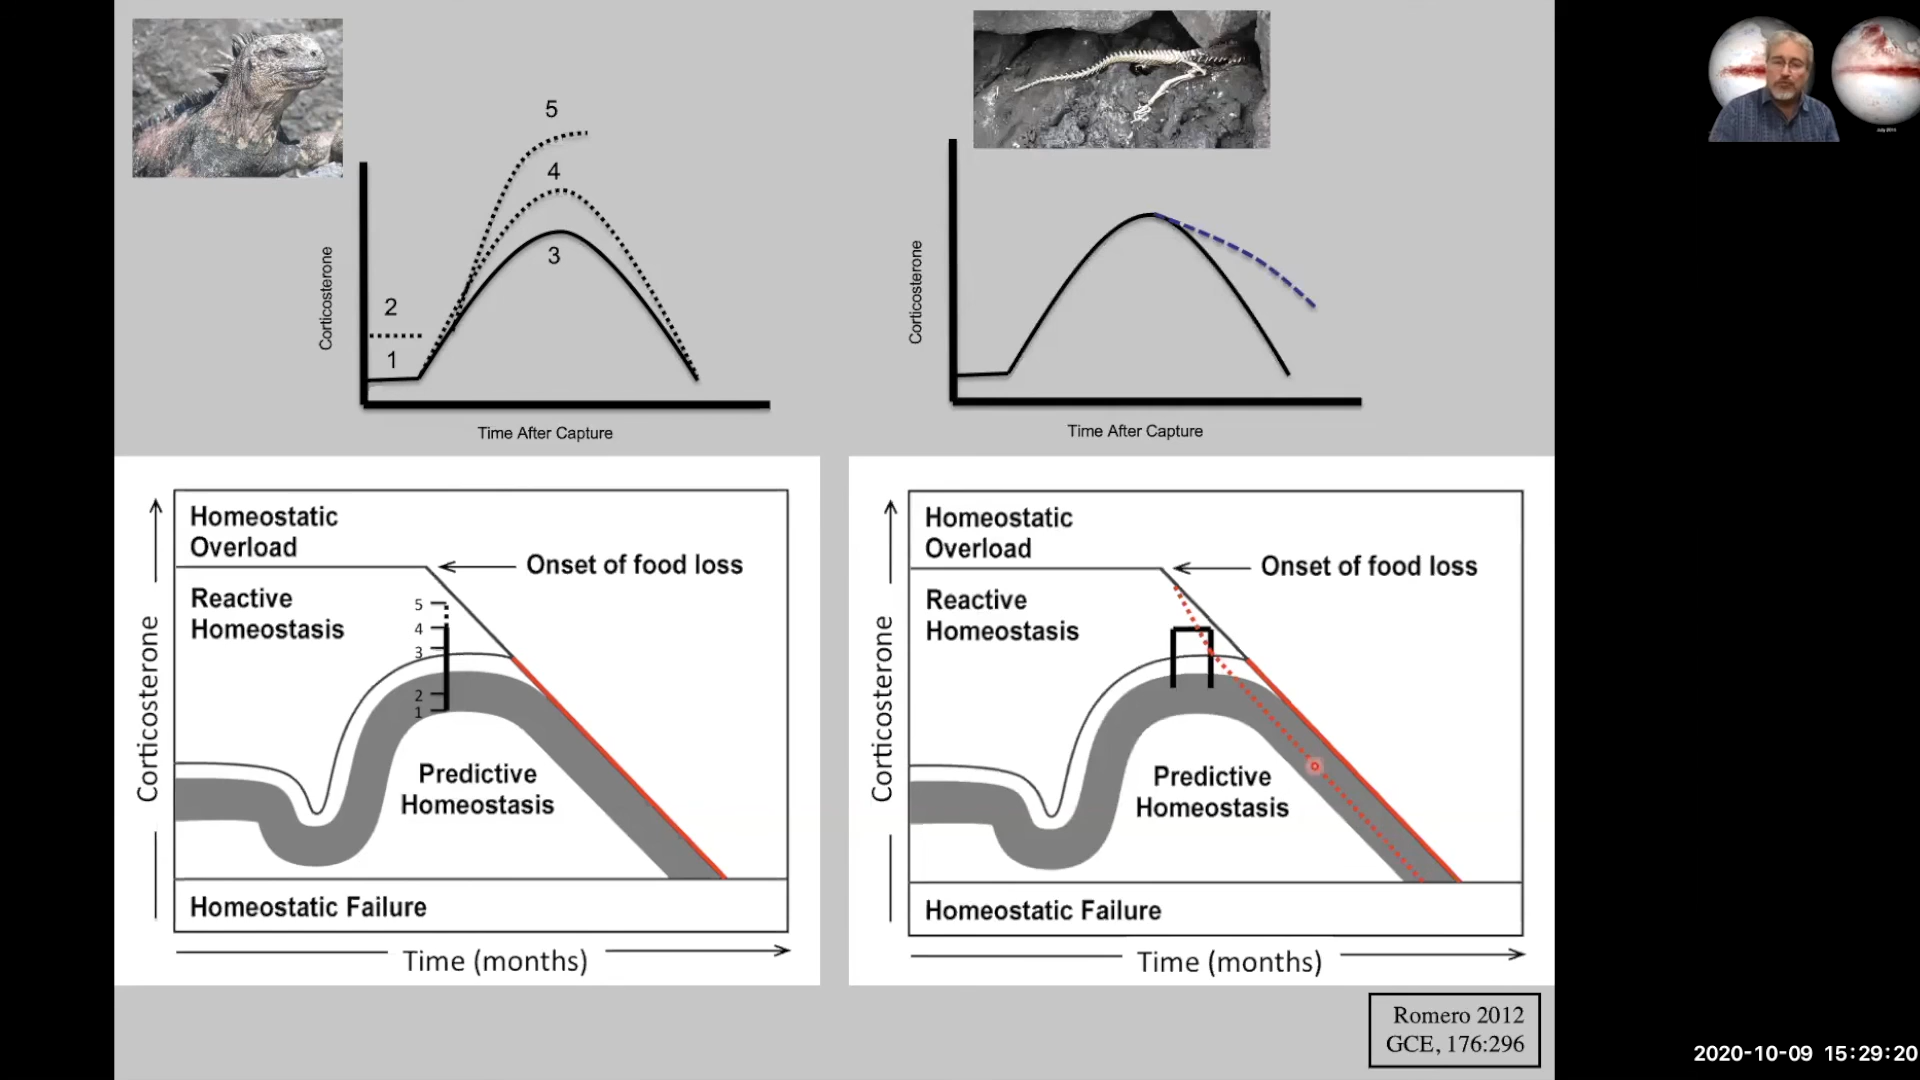 5
4
3
2
1
Corticosterone
Time After Capture
Corticosterone
Time After Capture
Homeostatic
Overload
Onset of food loss
Reactive
Homeostasis
5
4
3
2
1
Predictive
Homeostasis
Homeostatic Failure
Corticosterone
Time (months)
Homeostatic
Overload
Onset of food loss
Reactive
Homeostasis
Predictive
Homeostasis
Homeostatic Failure
Corticosterone
Time (months)
Romero 2012
GCE, 176:296
2020-10-09 15:29:20